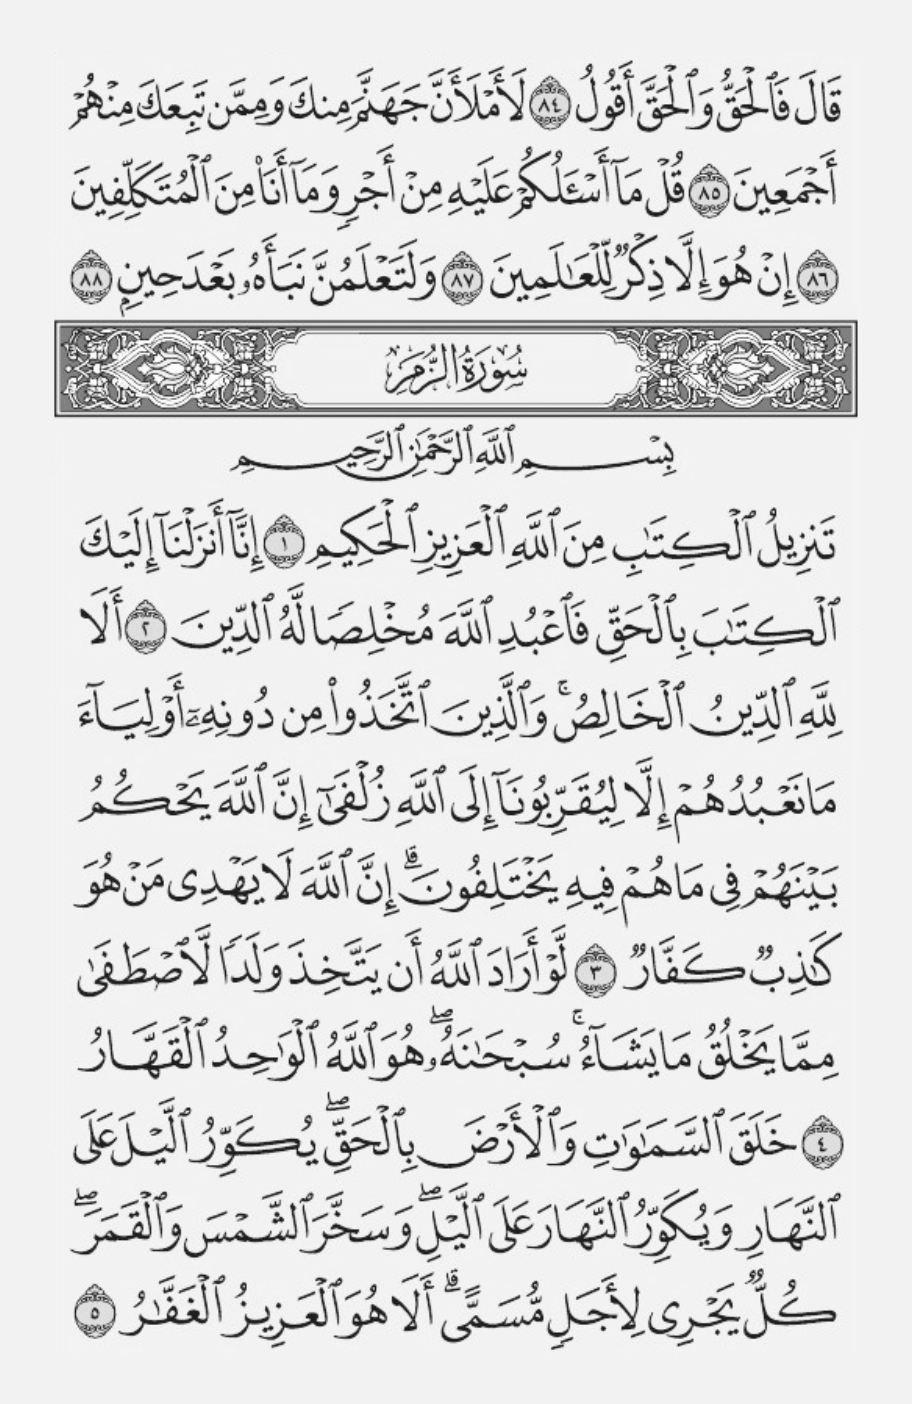 قَالَ فَٱلْحَقُّ وَٱلْحَقَّ أَقُولُ ٨٤ لَأَمْلَأَنَّ جَهَنَّمَ مِنكَ وَمِمَّن تَبِعَكَ مِنْهُمْ
أَجْمَعِينَ ٨٥ قُلْ مَآ أَسْـَٔلُكُمْ عَلَيْهِ مِنْ أَجْرٍ وَمَآ أَنَا۠ مِنَ ٱلْمُتَكَلِّفِينَ
٨٦ إِنْ هُوَ إِلَّا ذِكْرٌ لِّلْعَـٰلَمِينَ ٨٧ وَلَتَعْلَمُنَّ نَبَأَهُۥ بَعْدَ حِينٍۭ ٨٨
سُورَةُ الزُّمَرِ
بِسْمِ ٱللَّهِ ٱلرَّحْمَـٰنِ ٱلرَّحِيمِ
تَنزِيلُ ٱلْكِتَـٰبِ مِنَ ٱللَّهِ ٱلْعَزِيزِ ٱلْحَكِيمِ ١ إِنَّآ أَنزَلْنَآ إِلَيْكَ
ٱلْكِتَـٰبَ بِٱلْحَقِّ فَٱعْبُدِ ٱللَّهَ مُخْلِصًا لَّهُ ٱلدِّينَ ٢ أَلَا
لِلَّهِ ٱلدِّينُ ٱلْخَالِصُ ۚ وَٱلَّذِينَ ٱتَّخَذُوا۟ مِن دُونِهِۦٓ أَوْلِيَآءَ
مَا نَعْبُدُهُمْ إِلَّا لِيُقَرِّبُونَآ إِلَى ٱللَّهِ زُلْفَىٰٓ إِنَّ ٱللَّهَ يَحْكُمُ
بَيْنَهُمْ فِى مَا هُمْ فِيهِ يَخْتَلِفُونَ ۗ إِنَّ ٱللَّهَ لَا يَهْدِى مَنْ هُوَ
كَـٰذِبٌ كَفَّارٌ ٣ لَّوْ أَرَادَ ٱللَّهُ أَن يَتَّخِذَ وَلَدًا لَّٱصْطَفَىٰ
مِمَّا يَخْلُقُ مَا يَشَآءُ ۚ سُبْحَـٰنَهُۥ ۖ هُوَ ٱللَّهُ ٱلْوَٰحِدُ ٱلْقَهَّارُ
٤ خَلَقَ ٱلسَّمَـٰوَٰتِ وَٱلْأَرْضَ بِٱلْحَقِّ ۖ يُكَوِّرُ ٱلَّيْلَ عَلَى
ٱلنَّهَارِ وَيُكَوِّرُ ٱلنَّهَارَ عَلَى ٱلَّيْلِ ۖ وَسَخَّرَ ٱلشَّمْسَ وَٱلْقَمَرَ ۖ
كُلٌّ يَجْرِى لِأَجَلٍ مُّسَمًّى ۗ أَلَا هُوَ ٱلْعَزِيزُ ٱلْغَفَّـٰرُ ٥